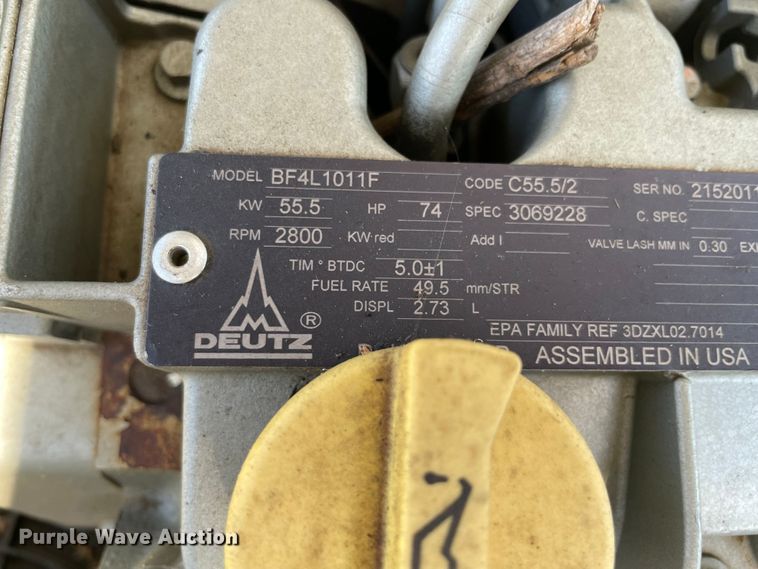 MODEL BF4L1011F CODE C55.5/2 SER NO. 2152011
KW 55.5 HP 74 SPEC 3069228 C. SPEC
RPM 2800 KW red Add I VALVE LASH MM IN 0.30
TIM ° BTDC 5.0±1
FUEL RATE 49.5 mm/STR
DISPL 2.73 L
DEUTZ ®
EPA FAMILY REF 3DZXL02.7014
ASSEMBLED IN USA
Purple Wave Auction